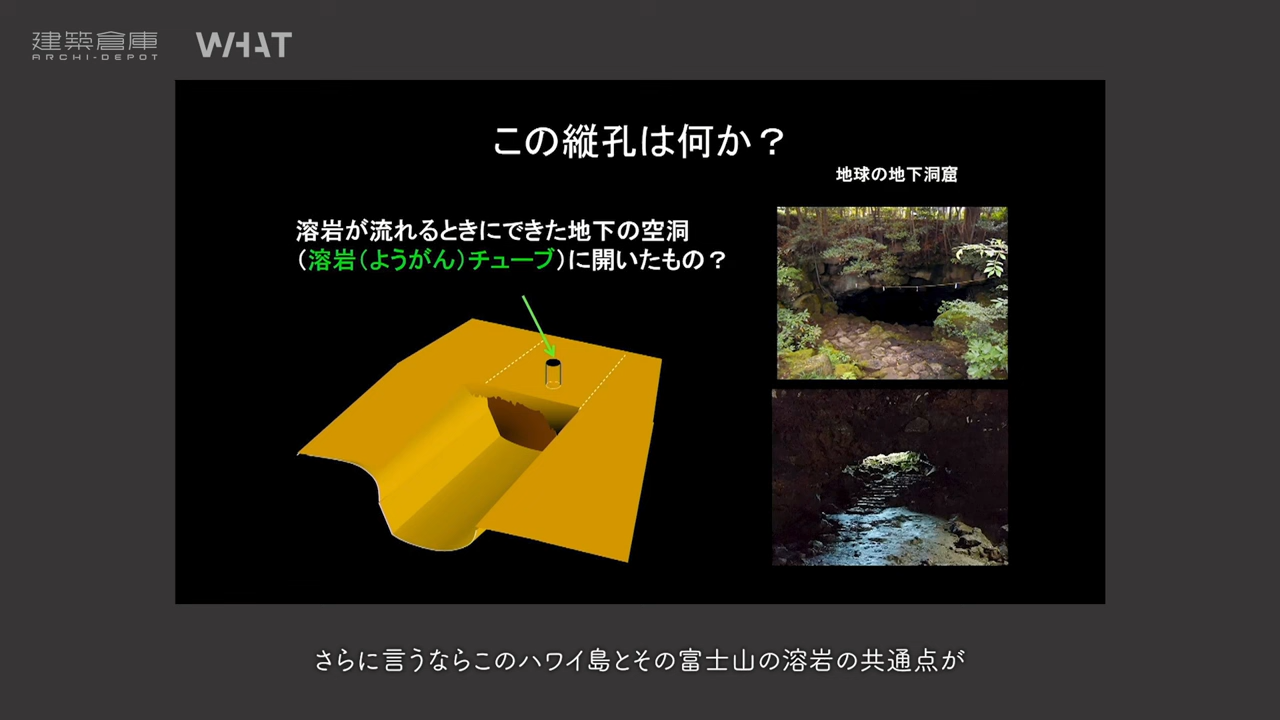 建築倉庫
ARCHI-DEPOT
WHAT
この縦孔は何か？
地球の地下洞窟
溶岩が流れるときにできた地下の空洞
（溶岩（ようがん）チューブ）に開いたもの？
さらに言うならこのハワイ島とその富士山の溶岩の共通点が